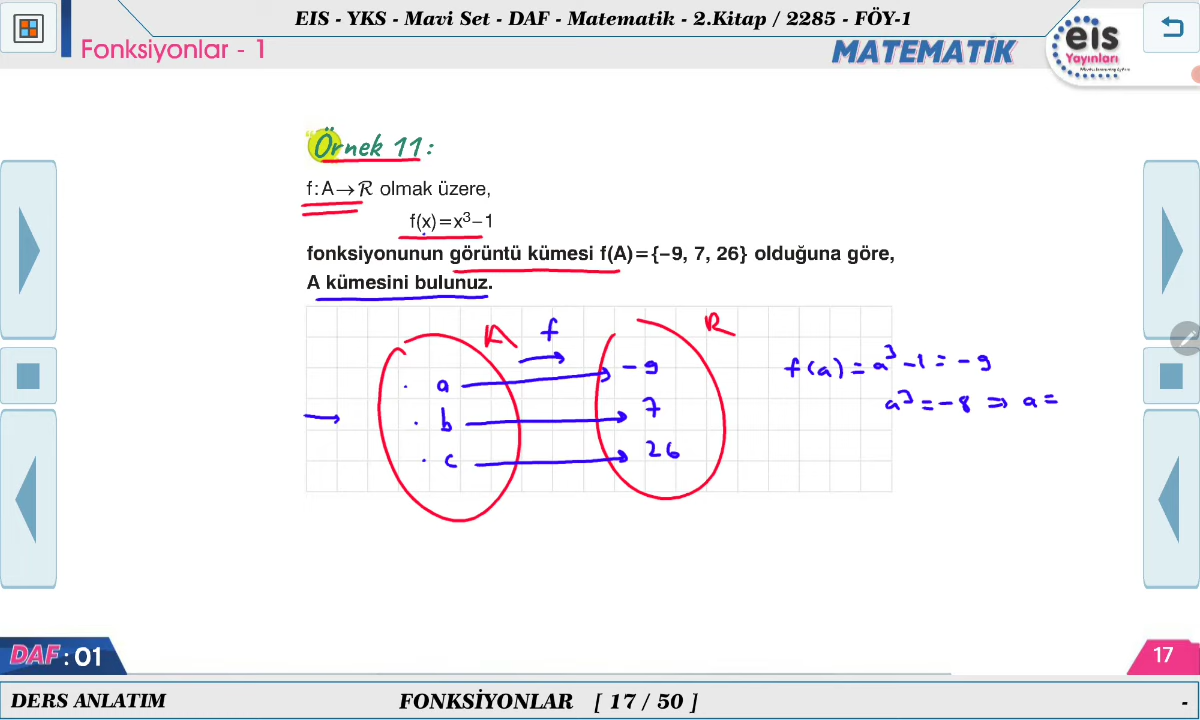 EIS - YKS - Mavi Set - DAF - Matematik - 2.Kitap / 2285 - FÖY-1
Fonksiyonlar - 1
MATEMATİK
eis
Yayınları
Örnek 11:
f:A→R olmak üzere,
f(x)=x³−1
fonksiyonunun görüntü kümesi f(A)={−9, 7, 26} olduğuna göre,
A kümesini bulunuz.
A f R
a -9
b 7
c 26
f(a)=a³-1=-9
a³=-8⇒a=
DAF:01
17
DERS ANLATIM
FONKSİYONLAR [ 17 / 50 ]
-